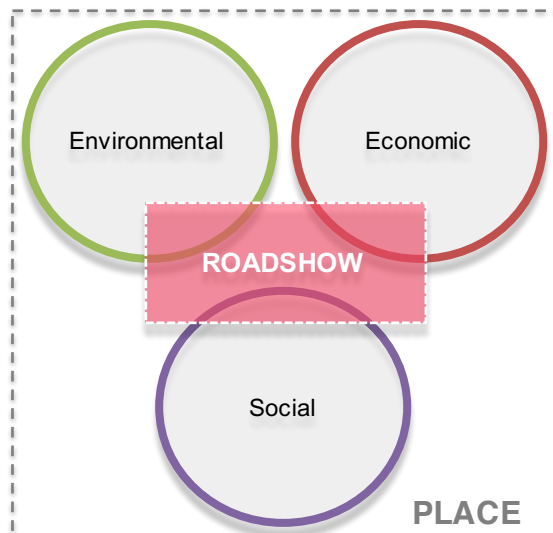 Environmental
Economic
ROADSHOW
Social
PLACE